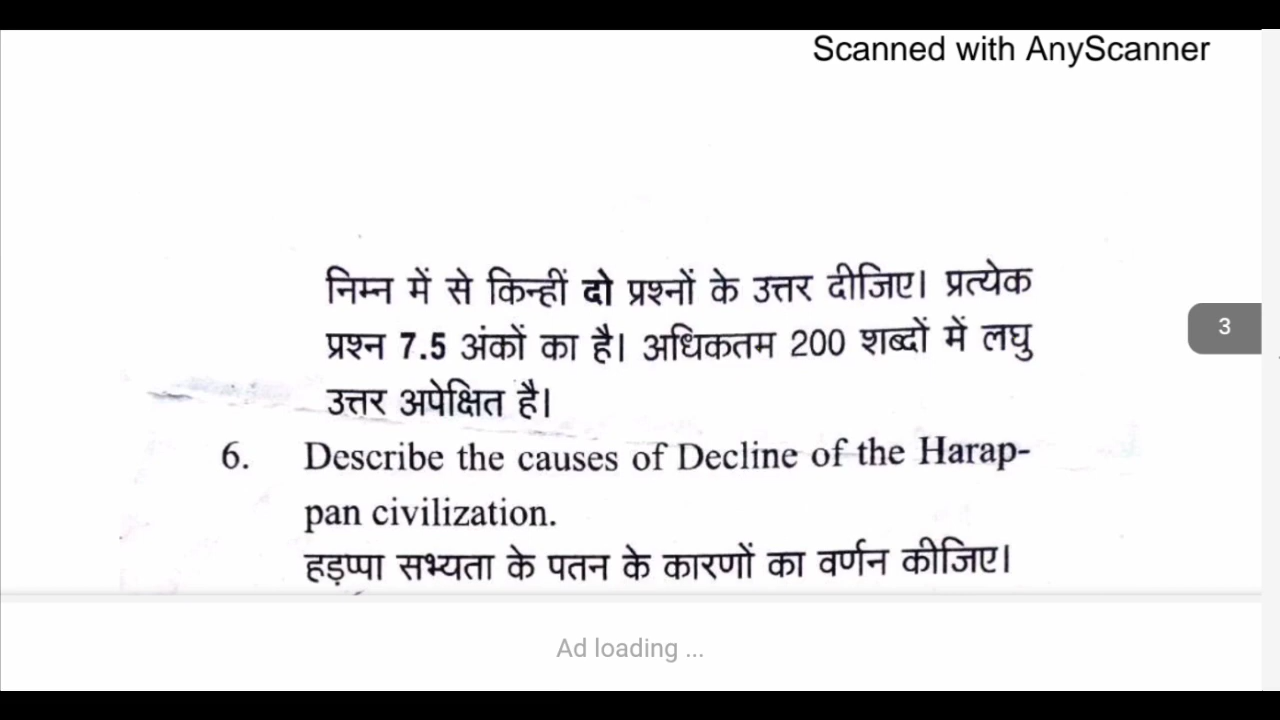 Scanned with AnyScanner
निम्न में से किन्हीं दो प्रश्नों के उत्तर दीजिए। प्रत्येक
3
प्रश्न 7.5 अंकों का है। अधिकतम 200 शब्दों में लघु
उत्तर अपेक्षित है।
6. Describe the causes of Decline of the Harap-
pan civilization.
हड़प्पा सभ्यता के पतन के कारणों का वर्णन कीजिए।
Ad loading ...